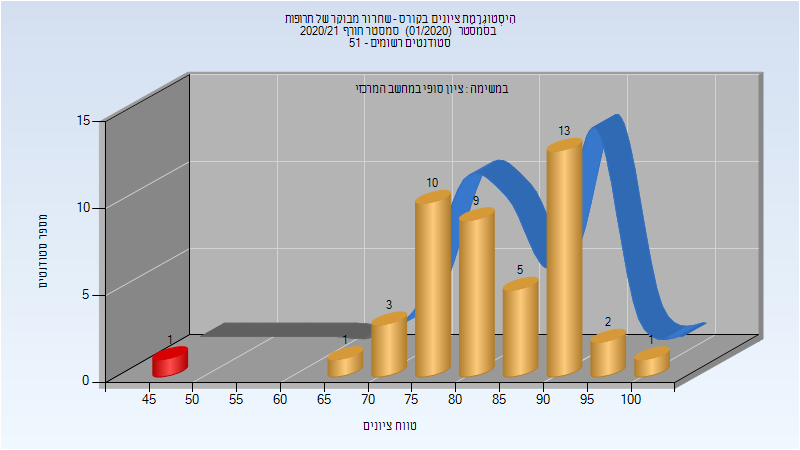 היסטוגרמת ציונים בקורס - שחרור מבוקר של תרופות
בסמסטר (01/2020) סמסטר חורף 2020/21
סטודנטים רשומים - 51
במשימה : ציון סופי במחשב המרכזי
15
10
5
0
מספר סטודנטים
1
1
3
10
9
5
13
2
1
45 50 55 60 65 70 75 80 85 90 95 100
טווח ציונים